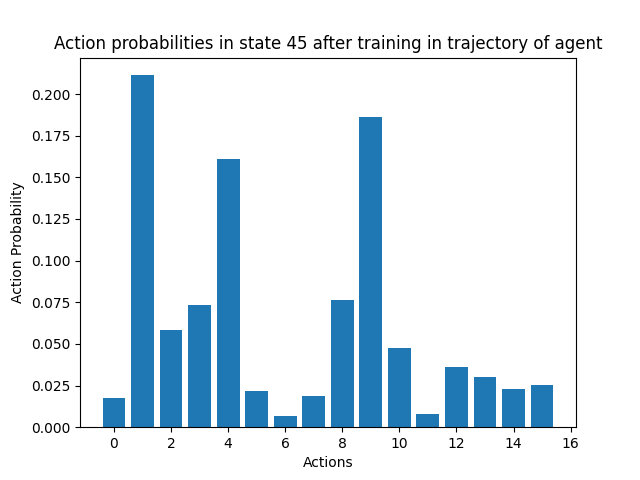 Action probabilities in state 45 after training in trajectory of agent
0.200
0.175
0.150
0.125
0.100
0.075
0.050
0.025
0.000
Action Probability
0 2 4 6 8 10 12 14 16
Actions